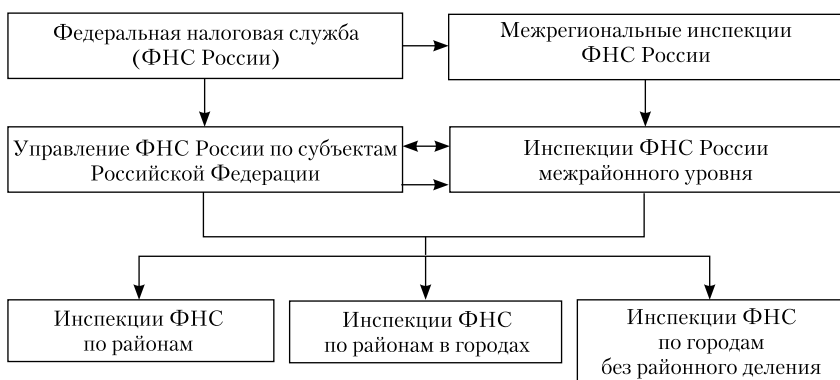 Федеральная налоговая служба
(ФНС России)
Межрегиональные инспекции
ФНС России
Управление ФНС России по субъектам
Российской Федерации
Инспекции ФНС России
межрайонного уровня
Инспекции ФНС
по районам
Инспекции ФНС
по районам в городах
Инспекции ФНС
по городам
без районного деления